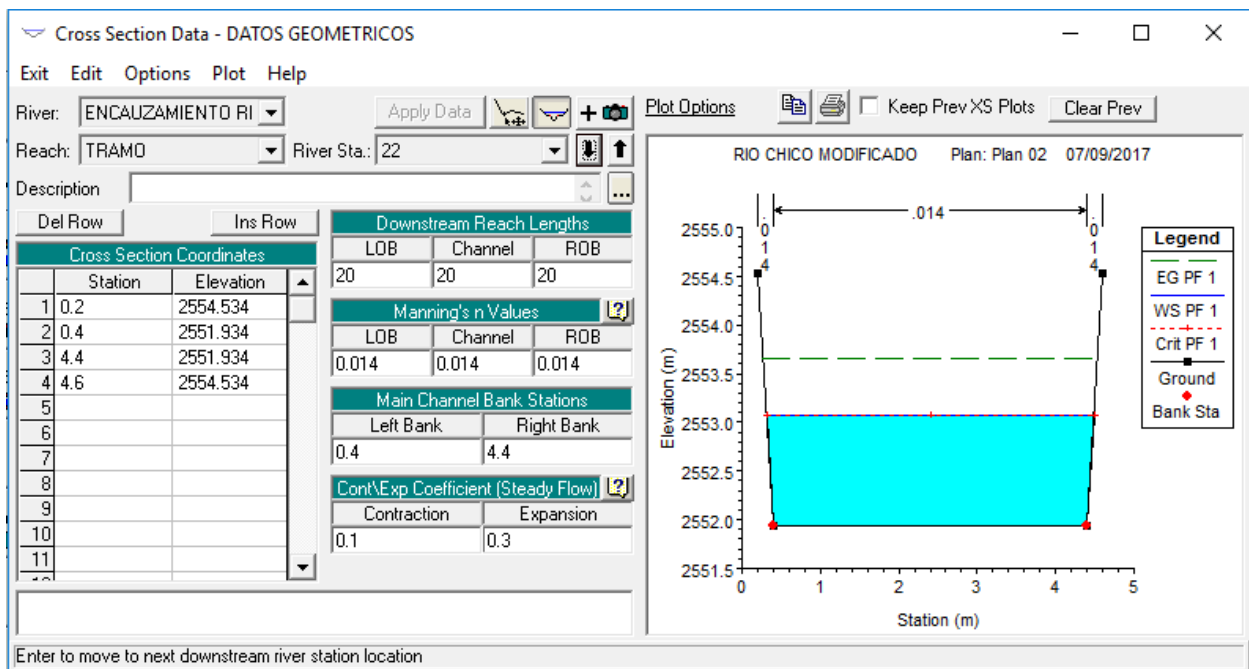 Cross Section Data - DATOS GEOMETRICOS
Exit Edit Options Plot Help
River: ENCAUZAMIENTO RI Apply Data
Plot Options Keep Prev XS Plots Clear Prev
Reach: TRAMO River Sta.: 22
Description ...
Del Row Ins Row
Cross Section Coordinates
Station Elevation
1 0.2 2554.534
2 0.4 2551.934
3 4.4 2551.934
4 4.6 2554.534
5
6
7
8
9
10
11
Downstream Reach Lengths
LOB Channel ROB
20 20 20
Manning's n Values
LOB Channel ROB
0.014 0.014 0.014
Main Channel Bank Stations
Left Bank Right Bank
0.4 4.4
Cont\Exp Coefficient (Steady Flow)
Contraction Expansion
0.1 0.3
RIO CHICO MODIFICADO Plan: Plan 02 07/09/2017
.014 .014 .014
2555.0
2554.5
2554.0
2553.5
2553.0
2552.5
2552.0
2551.5
Elevation (m)
0 1 2 3 4 5
Station (m)
Legend
EG PF 1
WS PF 1
Crit PF 1
Ground
Bank Sta
Enter to move to next downstream river station location